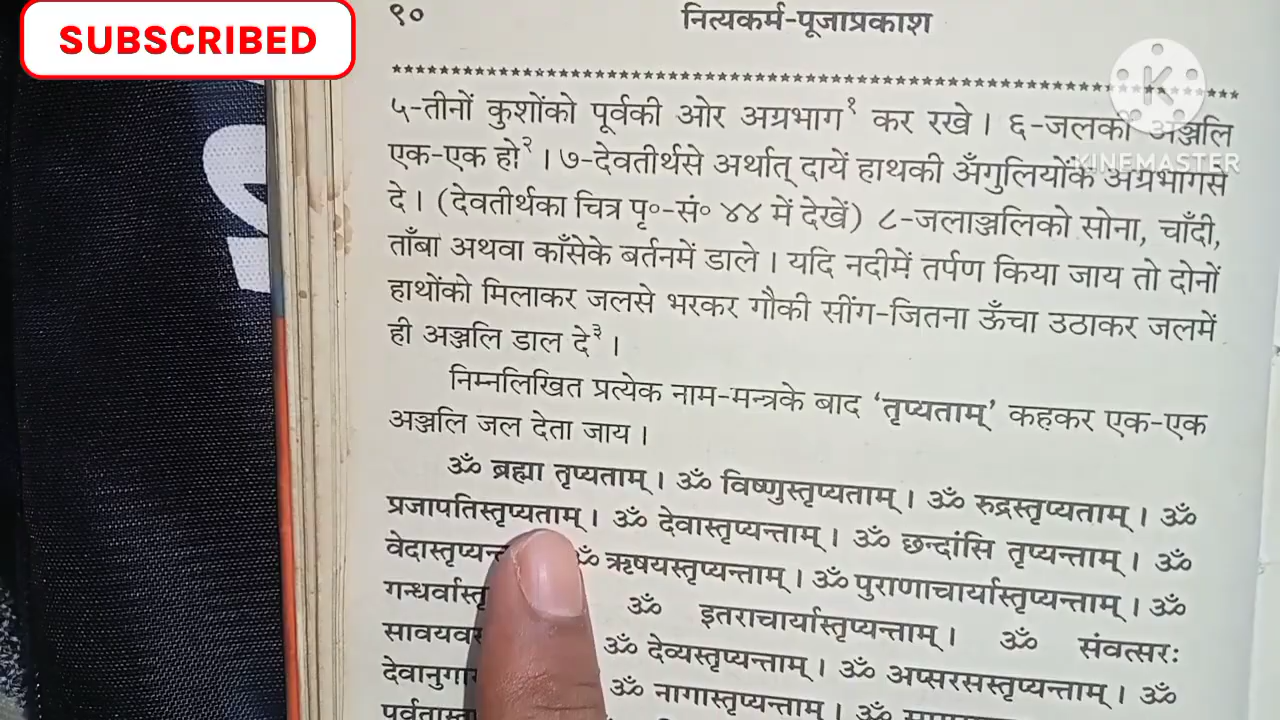 SUBSCRIBED
९०
नित्यकर्म-पूजाप्रकाश
५-तीनों कुशोंको पूर्वकी ओर अग्रभाग१ कर रखे । ६-जलकी अञ्जलि
एक-एक हो२ । ७-देवतीर्थसे अर्थात् दायें हाथकी अँगुलियोंके अग्रभागसे
दे । (देवतीर्थका चित्र पृ०-सं० ४४ में देखें) ८-जलाञ्जलिको सोना, चाँदी,
ताँबा अथवा काँसेके बर्तनमें डाले । यदि नदीमें तर्पण किया जाय तो दोनों
हाथोंको मिलाकर जलसे भरकर गौकी सींग-जितना ऊँचा उठाकर जलमें
ही अञ्जलि डाल दे३ ।
निम्नलिखित प्रत्येक नाम-मन्त्रके बाद ‘तृप्यताम्’ कहकर एक-एक
अञ्जलि जल देता जाय ।
ॐ ब्रह्मा तृप्यताम् । ॐ विष्णुस्तृप्यताम् । ॐ रुद्रस्तृप्यताम् । ॐ
प्रजापतिस्तृप्यताम् । ॐ देवास्तृप्यन्ताम् । ॐ छन्दांसि तृप्यन्ताम् । ॐ
ॐ ऋषयस्तृप्यन्ताम् । ॐ पुराणाचार्यास्तृप्यन्ताम् । ॐ
ॐ इतराचार्यास्तृप्यन्ताम् । ॐ संवत्सरः
ॐ देव्यस्तृप्यन्ताम् । ॐ अप्सरसस्तृप्यन्ताम् । ॐ
ॐ नागास्तृप्यन्ताम् । ॐ
K
KINEMASTER